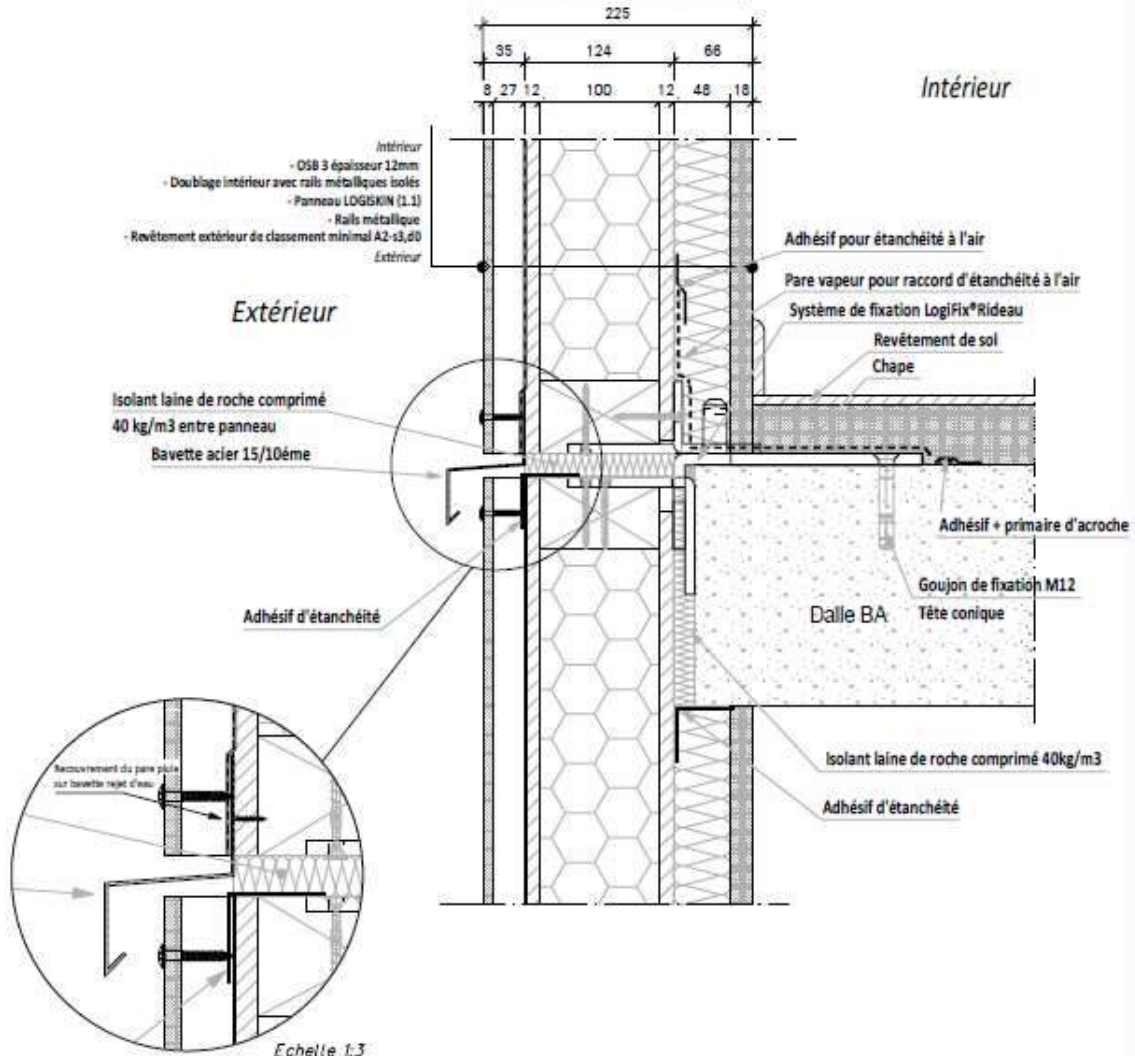 225
35 124 66
8 27 12 100 12 48 18
Intérieur
Intérieur
- OSB 3 épaisseur 12mm
- Doublage intérieur avec rails métalliques isolés
- Panneau LOGISKIN (1.1)
- Rails métallique
- Revêtement extérieur de classement minimal A2-s3,d0
Extérieur
Extérieur
Adhésif pour étanchéité à l'air
Pare vapeur pour raccord d'étanchéité à l'air
Système de fixation LogiFix®Rideau
Revêtement de sol
Chape
Isolant laine de roche comprimé
40 kg/m3 entre panneau
Bavette acier 15/10éme
Adhésif + primaire d'acroche
Goujon de fixation M12
Tête conique
Dalle BA
Adhésif d'étanchéité
Isolant laine de roche comprimé 40kg/m3
Adhésif d'étanchéité
Recouvrement du pare pluie
sur bavette rejet d'eau
Echelle 1:3